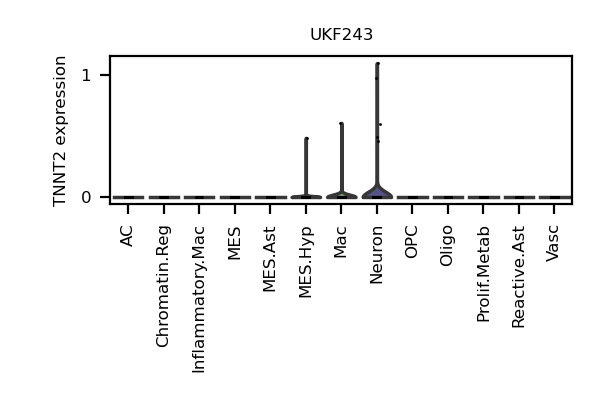 UKF243
TNNT2 expression
1
0
AC
Chromatin.Reg
Inflammatory.Mac
MES
MES.Ast
MES.Hyp
Mac
Neuron
OPC
Oligo
Prolif.Metab
Reactive.Ast
Vasc